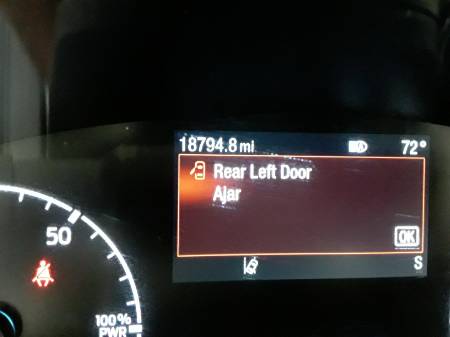 18794.8 mi 72°
Rear Left Door
Ajar
OK
50
S
100%
PWR